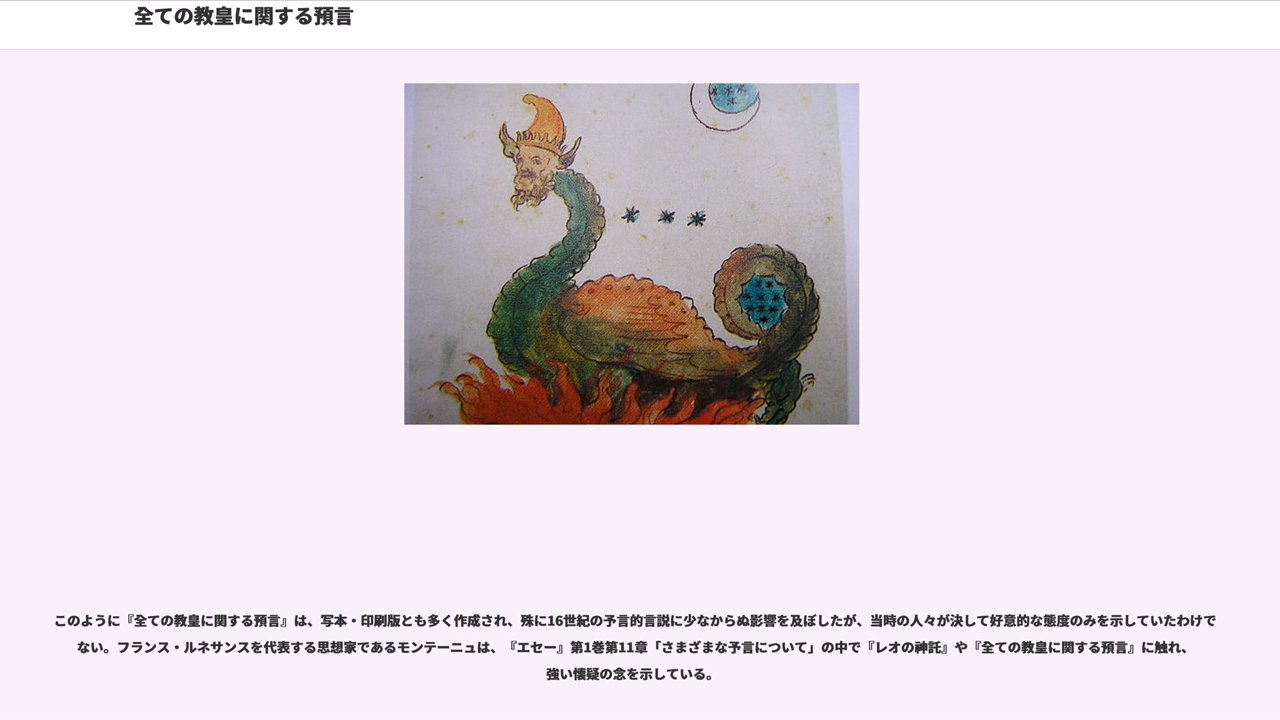 全ての教皇に関する預言
このように『全ての教皇に関する預言』は、写本・印刷版とも多く作成され、殊に16世紀の予言的言説に少なからぬ影響を及ぼしたが、当時の人々が決して好意的な態度のみを示していたわけで
ない。フランス・ルネサンスを代表する思想家であるモンテーニュは、『エセー』第1巻第11章「さまざまな予言について」の中で『レオの神託』や『全ての教皇に関する預言』に触れ、
強い懐疑の念を示している。